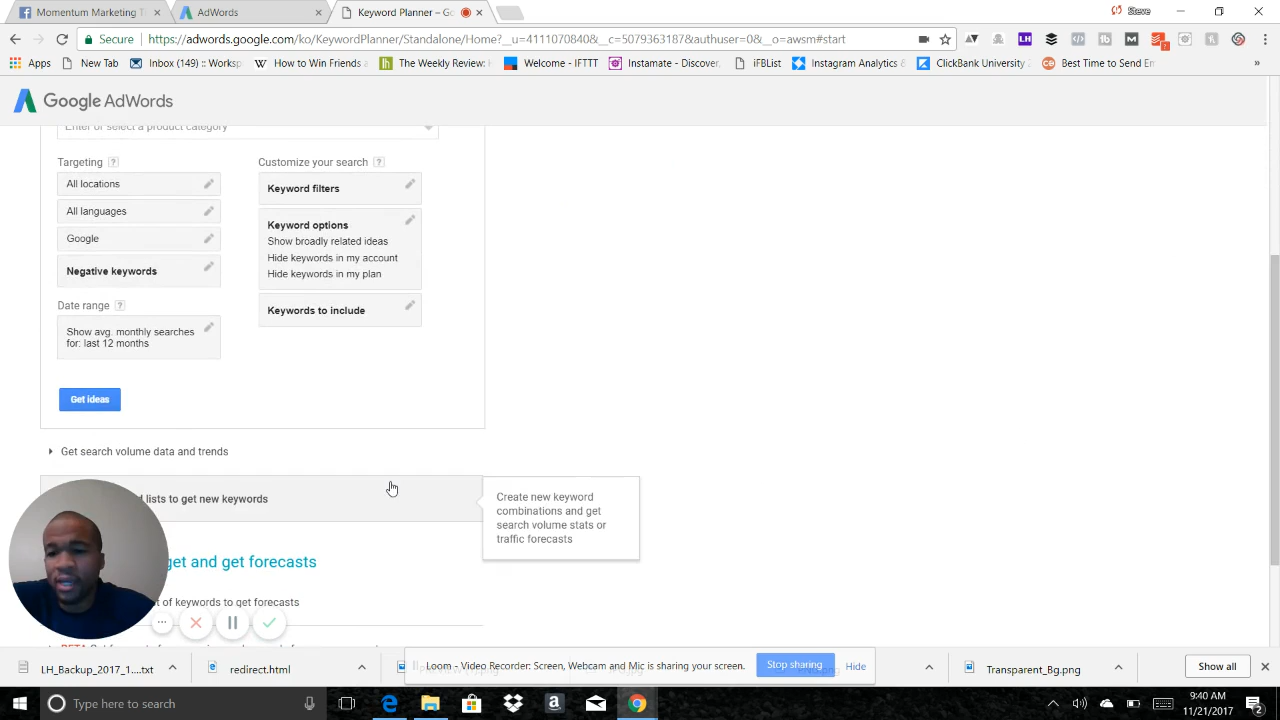 Momentum Marketing T
AdWords
Keyword Planner – Go
Steve
Secure
https://adwords.google.com/ko/KeywordPlanner/Standalone/Home?__u=4111070840&__c=5079363187&authuser=0&__o=awsm#start
Apps
New Tab
Inbox (149) :: Works
How to Win Friends a
The Weekly Review:
Welcome - IFTTT
Instamate - Discover,
iFBList
Instagram Analytics &
ClickBank University
Best Time to Send Em
Google AdWords
Enter or select a product category
Targeting ?
Customize your search ?
All locations
Keyword filters
All languages
Google
Keyword options
Show broadly related ideas
Hide keywords in my account
Hide keywords in my plan
Negative keywords
Date range ?
Keywords to include
Show avg. monthly searches
for: last 12 months
Get ideas
Get search volume data and trends
lists to get new keywords
Create new keyword
combinations and get
search volume stats or
traffic forecasts
get and get forecasts
of keywords to get forecasts
LH_Backup_2017_1....txt
redirect.html
Loom - Video Recorder: Screen, Webcam and Mic is sharing your screen.
Stop sharing
Hide
Transparent_Bg.png
Show all
Type here to search
9:40 AM
11/21/2017
2